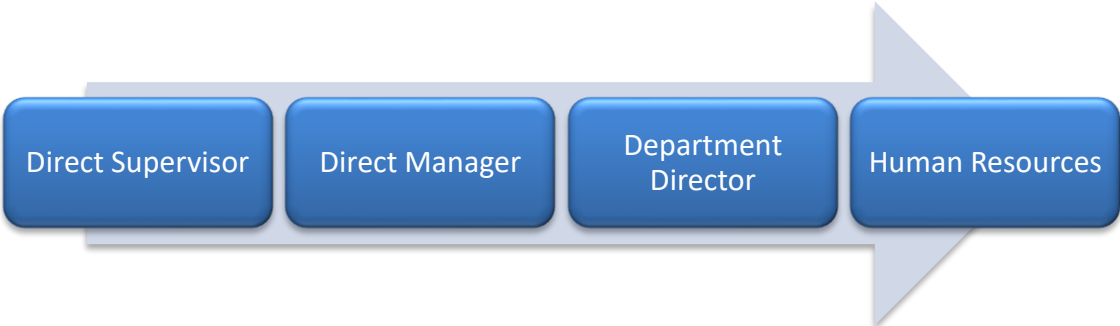 Direct Supervisor
Direct Manager
Department
Director
Human Resources